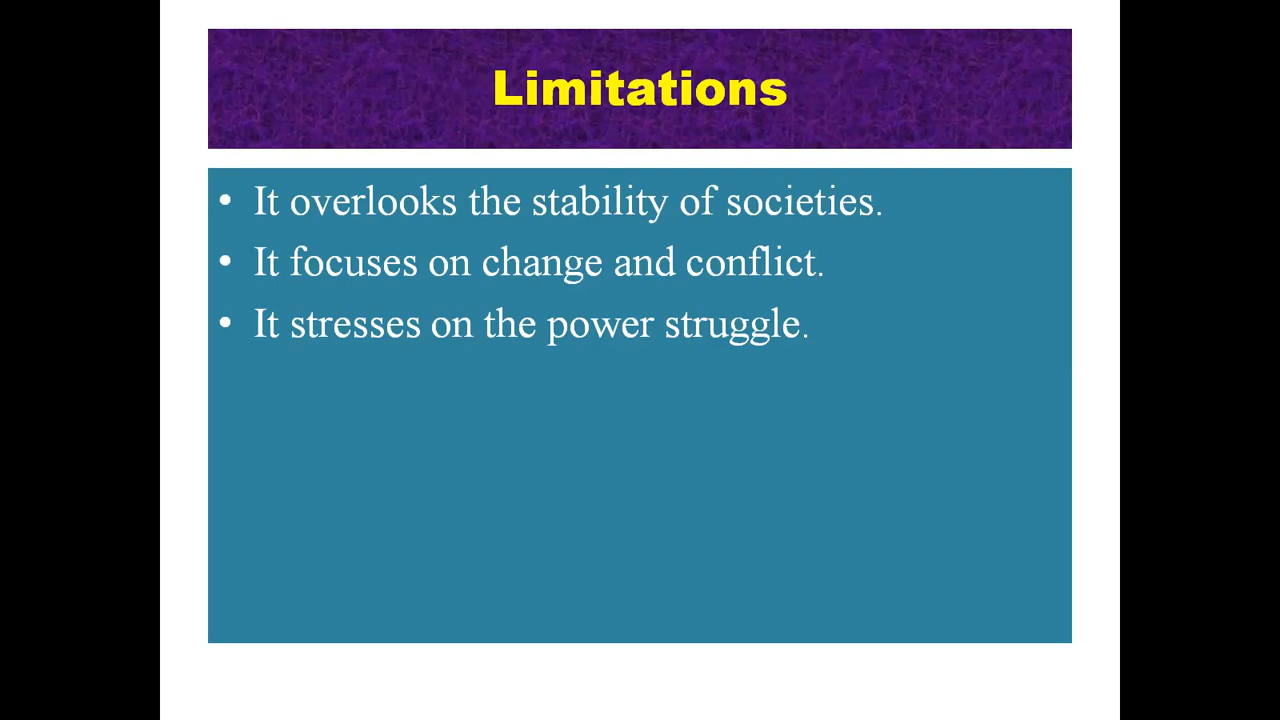 Limitations
• It overlooks the stability of societies.
• It focuses on change and conflict.
• It stresses on the power struggle.